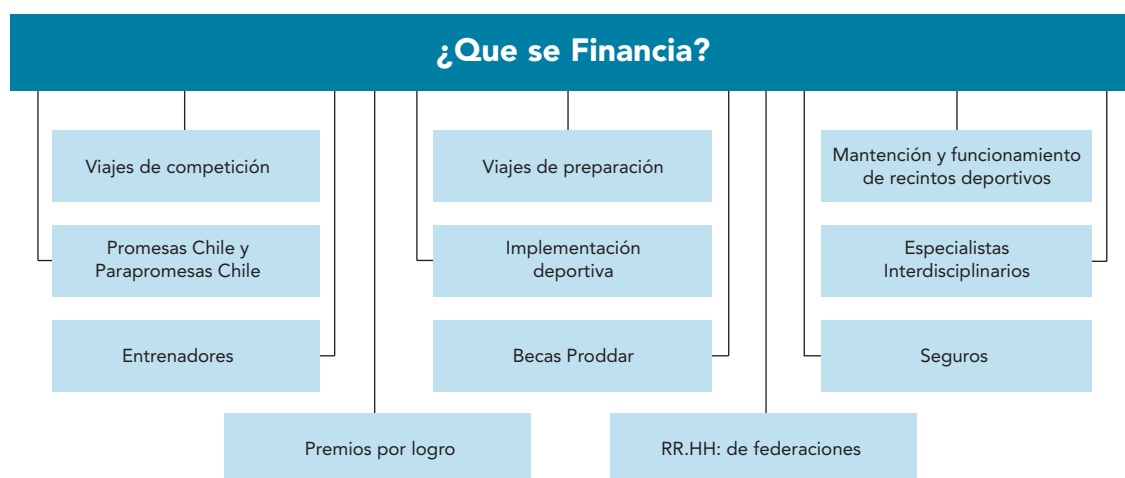 ¿Que se Financia?
Viajes de competición
Viajes de preparación
Mantención y funcionamiento
de recintos deportivos
Promesas Chile y
Parapromesas Chile
Implementación
deportiva
Especialistas
Interdisciplinarios
Entrenadores
Becas Proddar
Seguros
Premios por logro
RR.HH: de federaciones